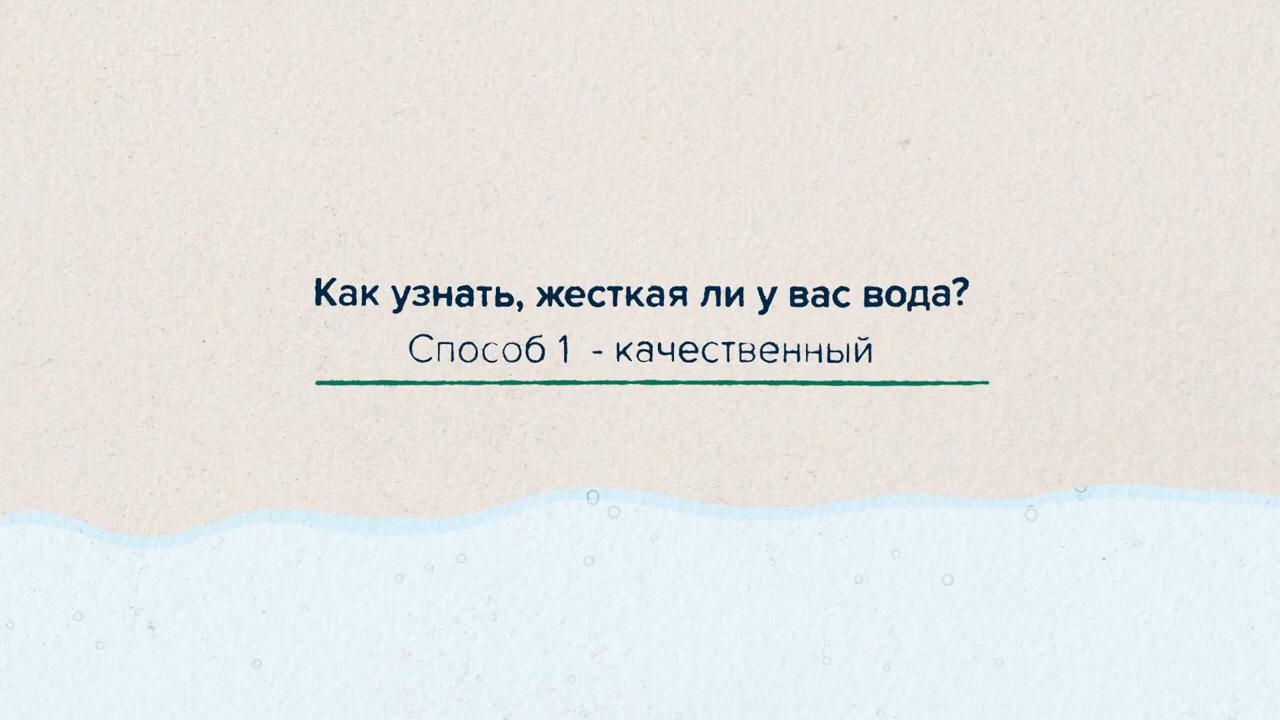 Как узнать, жесткая ли у вас вода?
Способ 1 - качественный